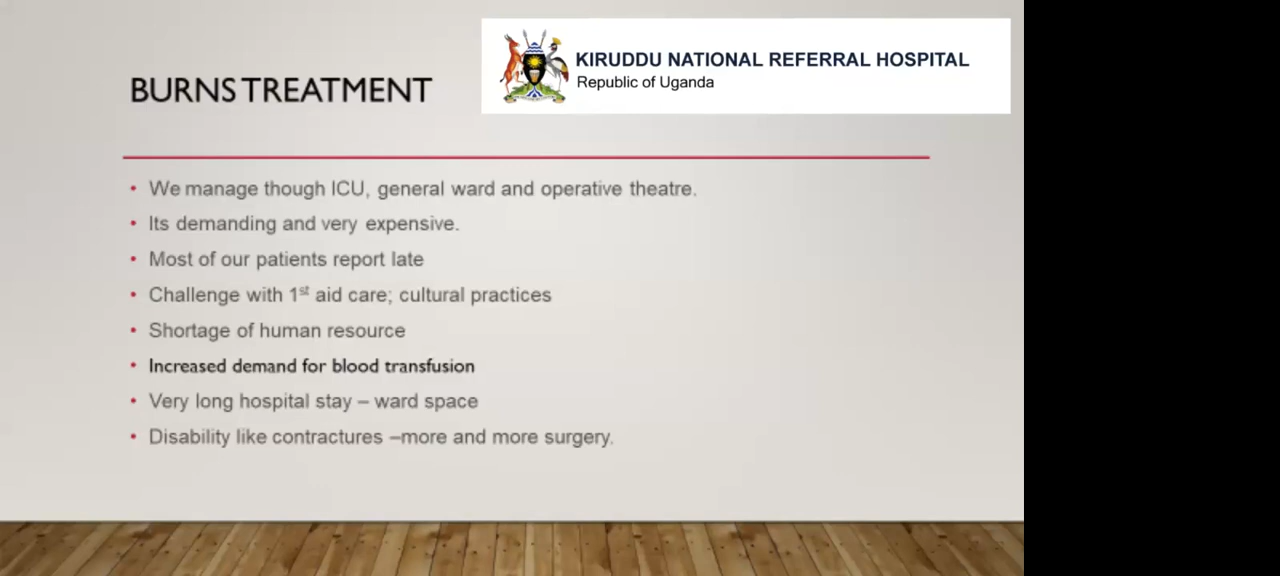 KIRUDDU NATIONAL REFERRAL HOSPITAL
Republic of Uganda
BURNS TREATMENT
• We manage though ICU, general ward and operative theatre.
• Its demanding and very expensive.
• Most of our patients report late
• Challenge with 1st aid care; cultural practices
• Shortage of human resource
• Increased demand for blood transfusion
• Very long hospital stay – ward space
• Disability like contractures –more and more surgery.